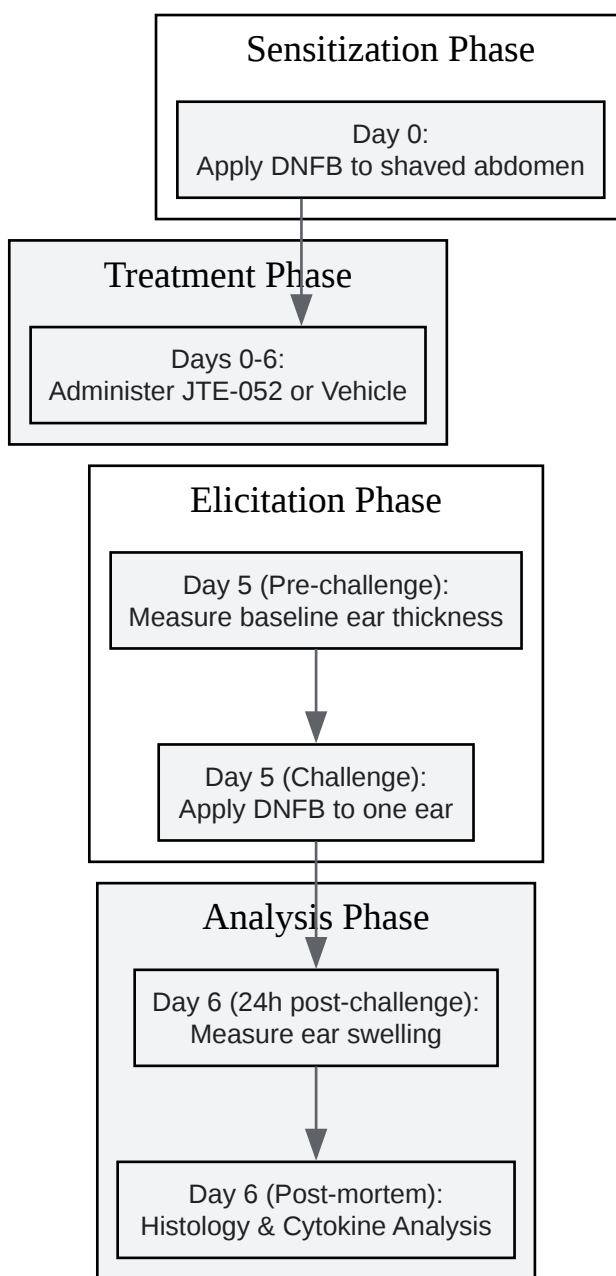 Sensitization Phase
Day 0:
Apply DNFB to shaved abdomen
Treatment Phase
Days 0-6:
Administer JTE-052 or Vehicle
Elicitation Phase
Day 5 (Pre-challenge):
Measure baseline ear thickness
Day 5 (Challenge):
Apply DNFB to one ear
Analysis Phase
Day 6 (24h post-challenge):
Measure ear swelling
Day 6 (Post-mortem):
Histology & Cytokine Analysis